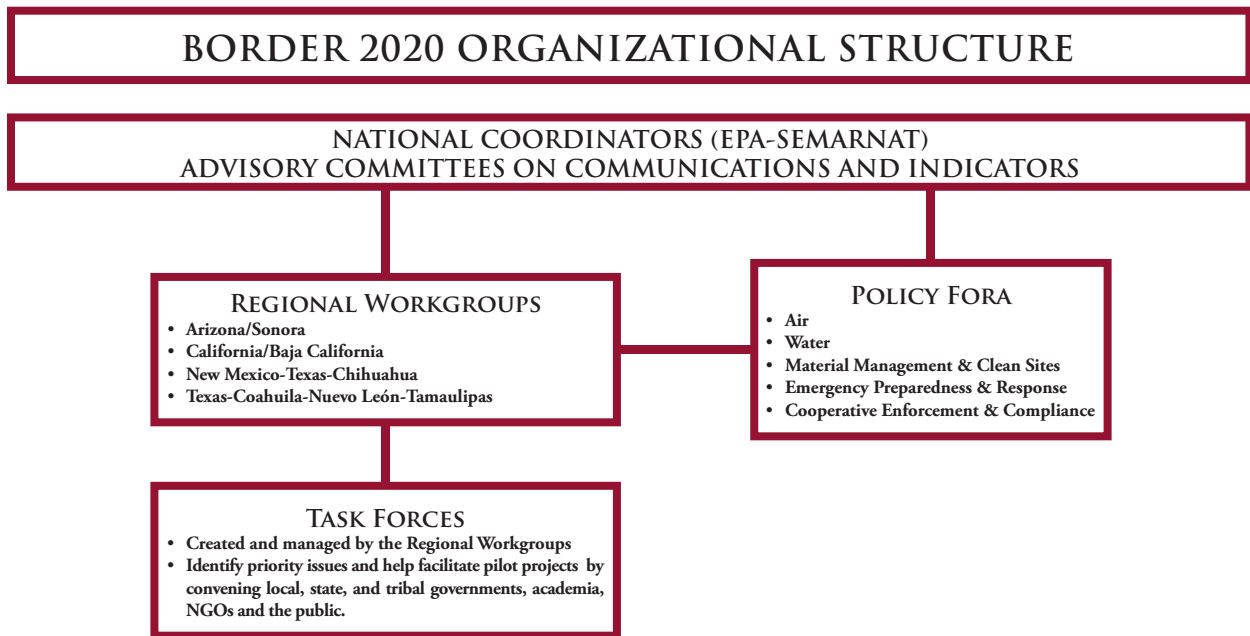 BORDER 2020 ORGANIZATIONAL STRUCTURE
NATIONAL COORDINATORS (EPA-SEMARNAT)
ADVISORY COMMITTEES ON COMMUNICATIONS AND INDICATORS
REGIONAL WORKGROUPS
• Arizona/Sonora
• California/Baja California
• New Mexico-Texas-Chihuahua
• Texas-Coahuila-Nuevo León-Tamaulipas
POLICY FORA
• Air
• Water
• Material Management & Clean Sites
• Emergency Preparedness & Response
• Cooperative Enforcement & Compliance
TASK FORCES
• Created and managed by the Regional Workgroups
• Identify priority issues and help facilitate pilot projects by
convening local, state, and tribal governments, academia,
NGOs and the public.